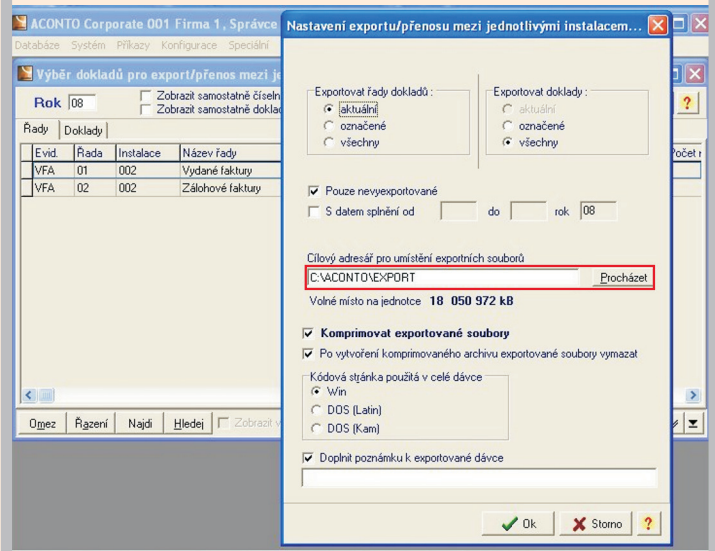 ACONTO Corporate 001 Firma 1, Správce
Databáze Systém Příkazy Konfigurace Speciální
Výběr dokladů pro export/přenos mezi je
Rok 08
Zobrazit samostatně číseln
Zobrazit samostatně doklad
?
Řady Doklady
Evid. Řada Instalace Název řady
Počet r
VFA 01 002 Vydané faktury
VFA 02 002 Zálohové faktury
Omez Řazení Najdi Hledej Zobrazit v
Nastavení exportu/přenosu mezi jednotlivými instalacem...
Exportovat řady dokladů :
aktuální
označené
všechny
Exportovat doklady :
aktuální
označené
všechny
Pouze nevyexportované
S datem splnění od do rok 08
Cílový adresář pro umístění exportních souborů
C:\ACONTO\EXPORT Procházet
Volné místo na jednotce 18 050 972 kB
Komprimovat exportované soubory
Po vytvoření komprimovaného archivu exportované soubory vymazat
Kódová stránka použitá v celé dávce
Win
DOS (Latin)
DOS (Kam)
Doplnit poznámku k exportované dávce
Ok Storno ?